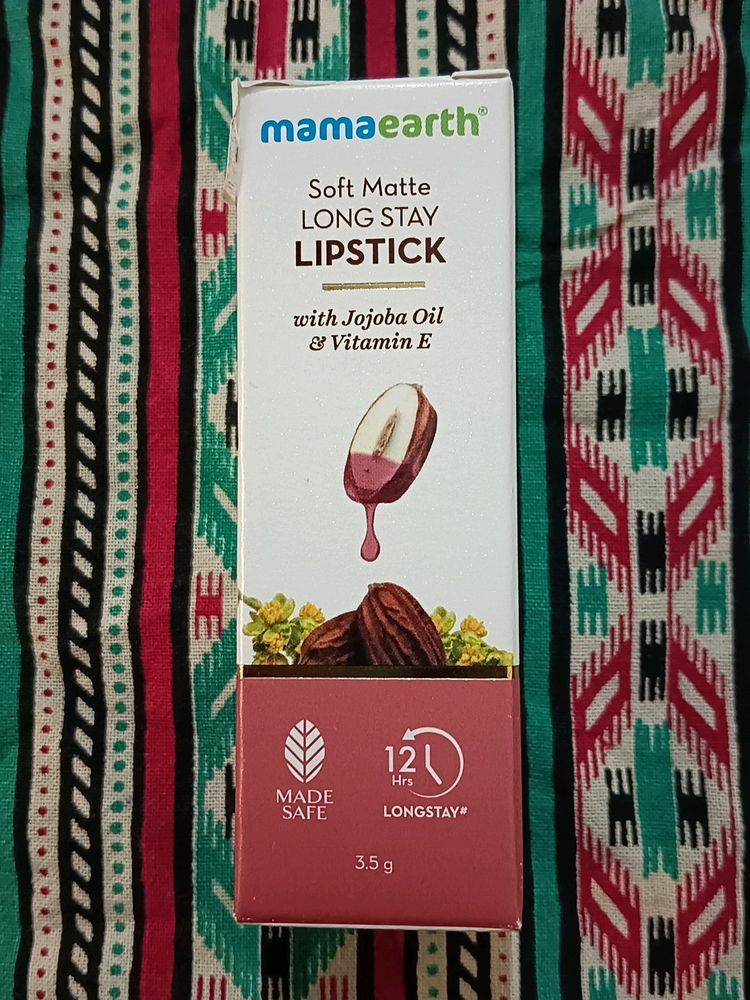 mamaearth®
Soft Matte
LONG STAY
LIPSTICK
with Jojoba Oil
& Vitamin E
MADE
SAFE
12
Hrs
LONGSTAY#
3.5 g